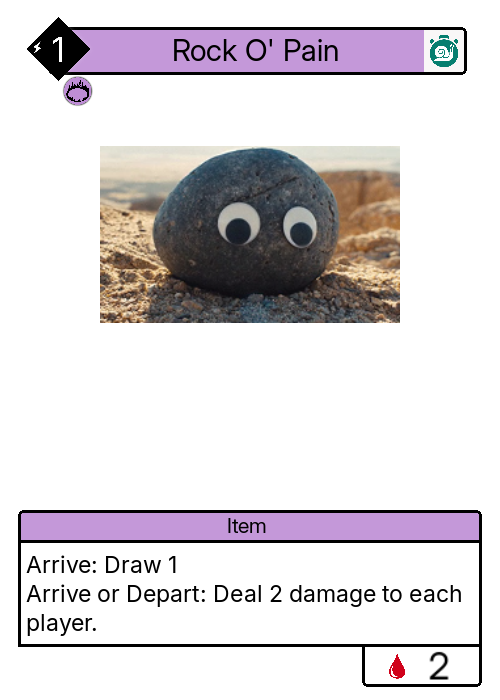 1
Rock O' Pain
Item
Arrive: Draw 1
Arrive or Depart: Deal 2 damage to each
player.
2